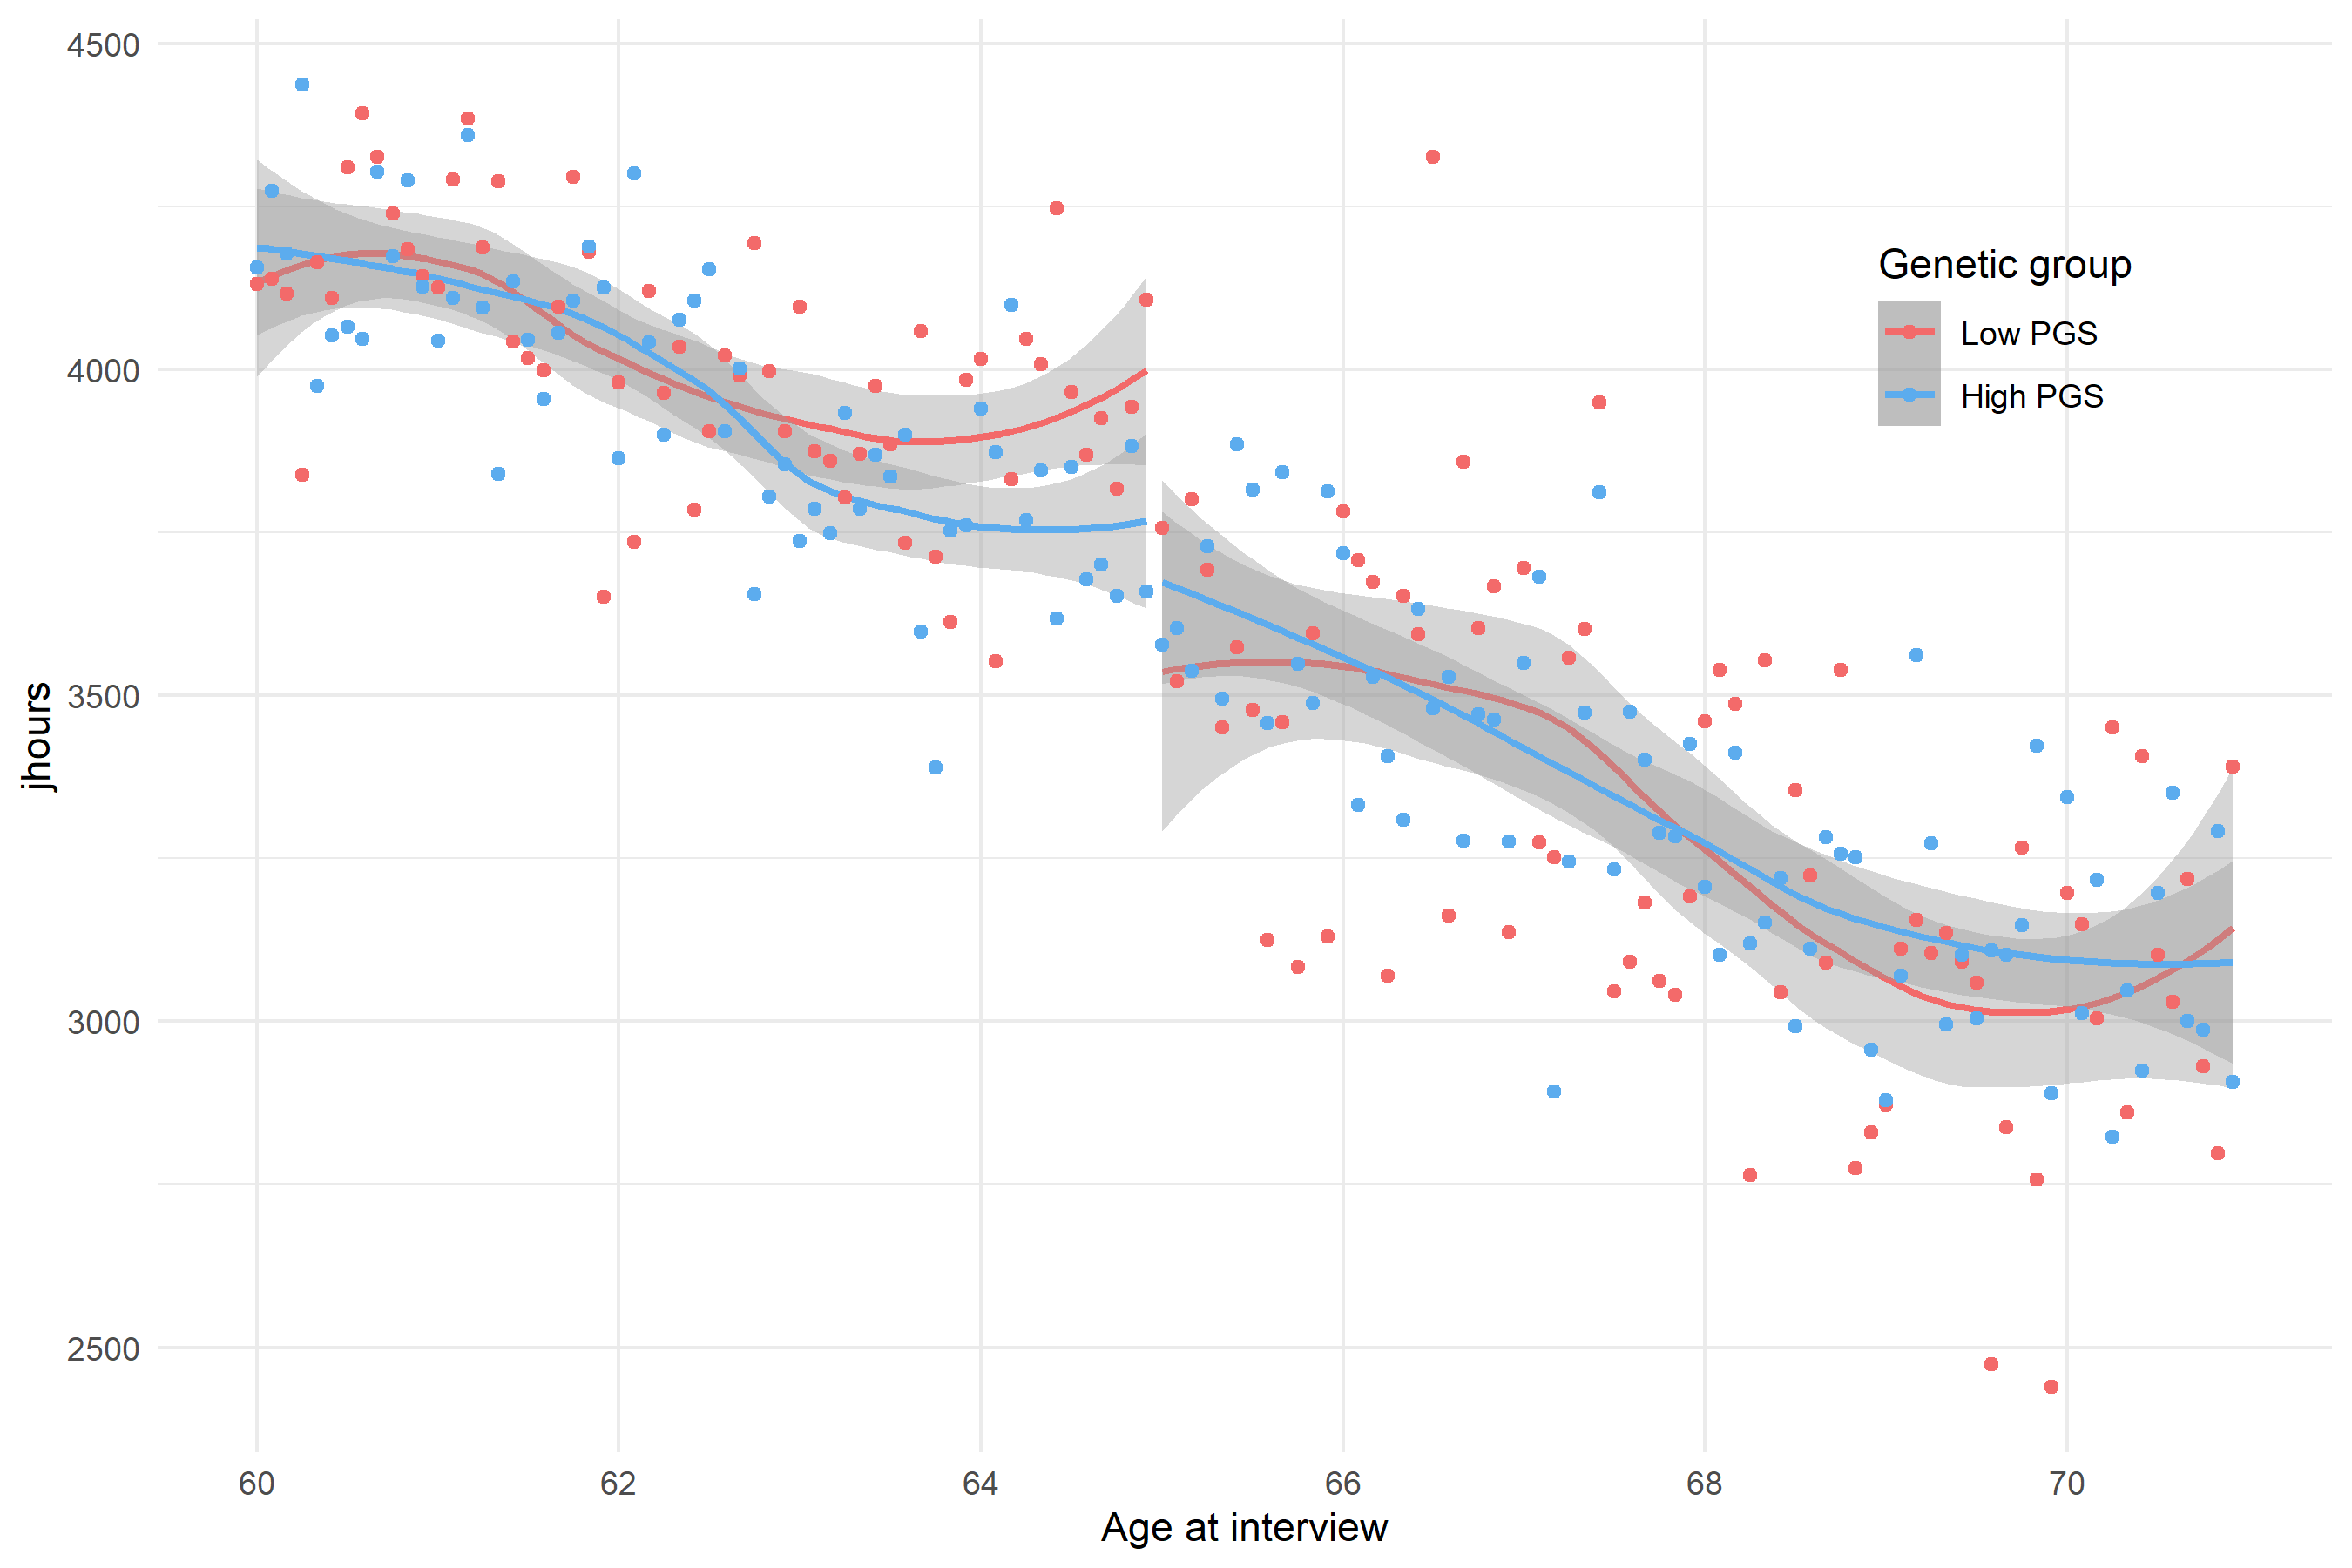 4500
4000
3500
3000
2500
jhours
60 62 64 66 68 70
Age at interview
Genetic group
Low PGS
High PGS